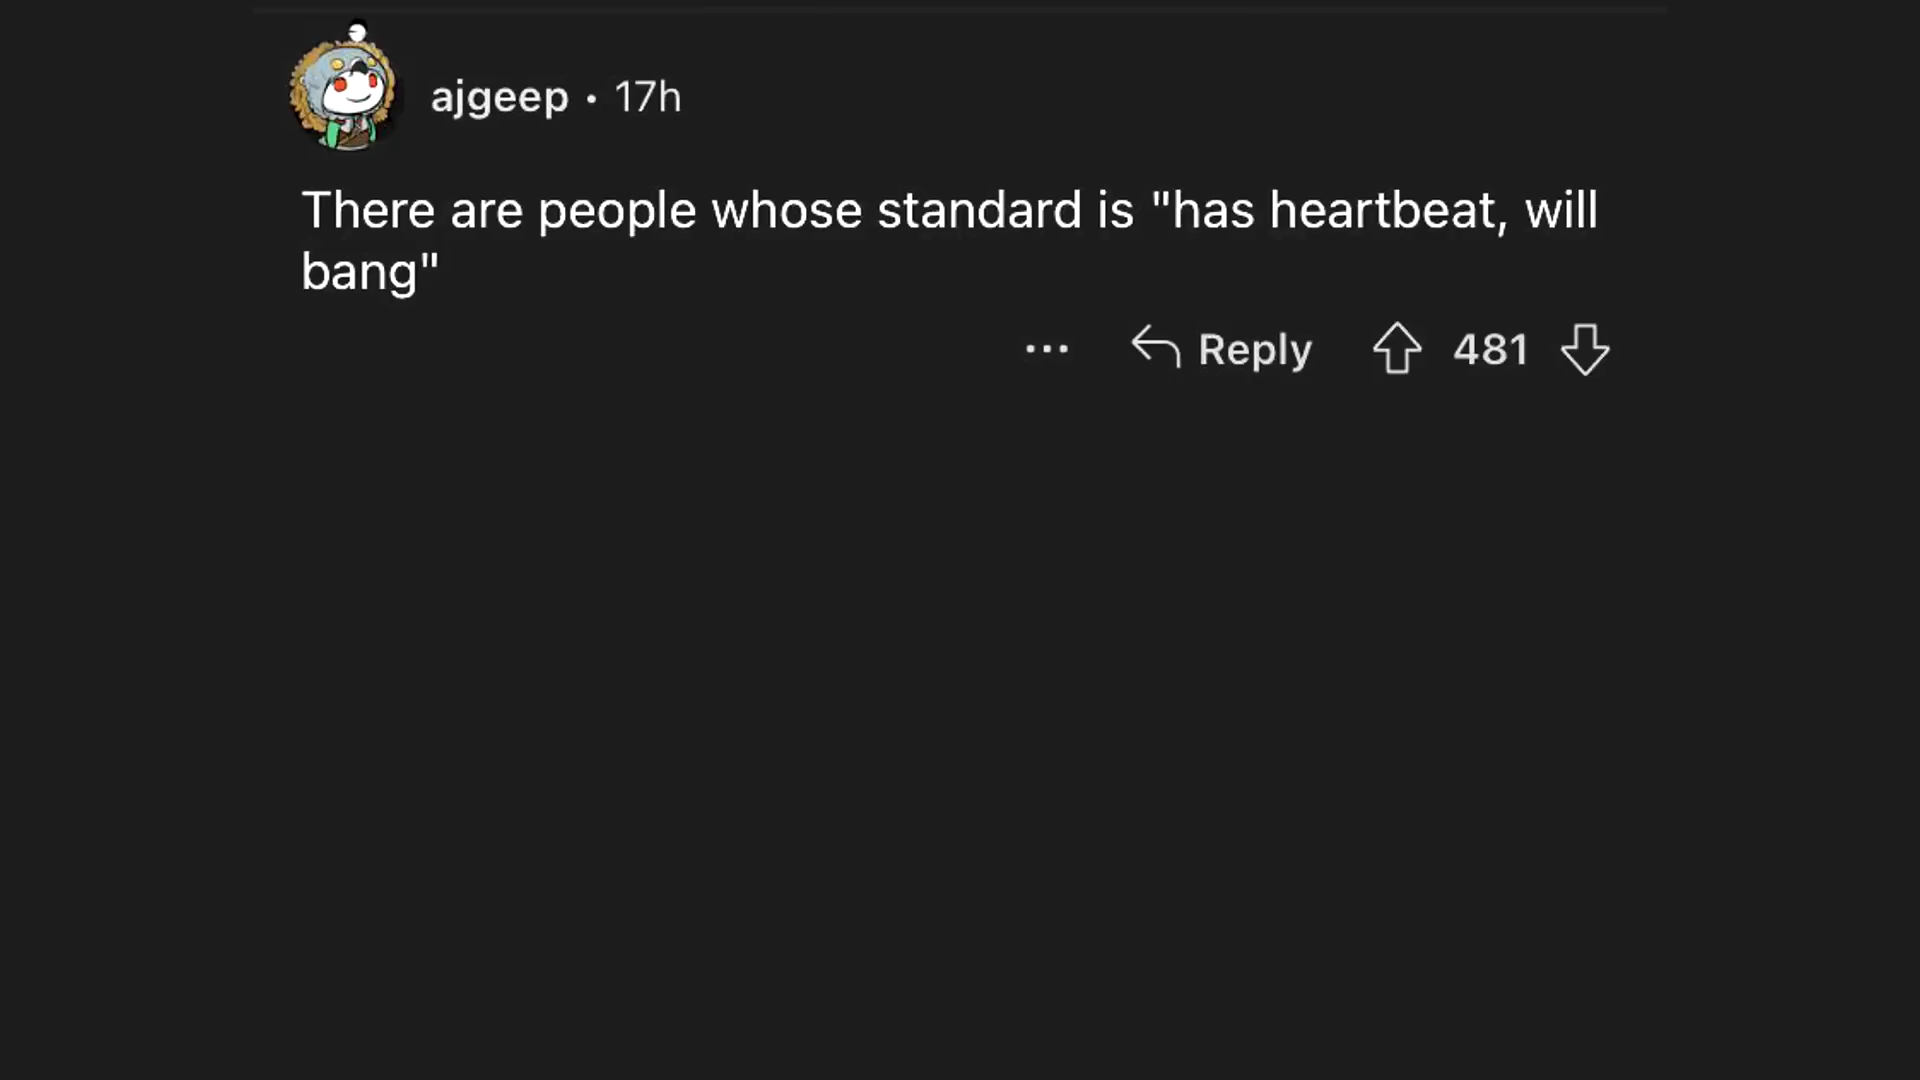 ajgeep • 17h
There are people whose standard is "has heartbeat, will
bang"
... Reply 481